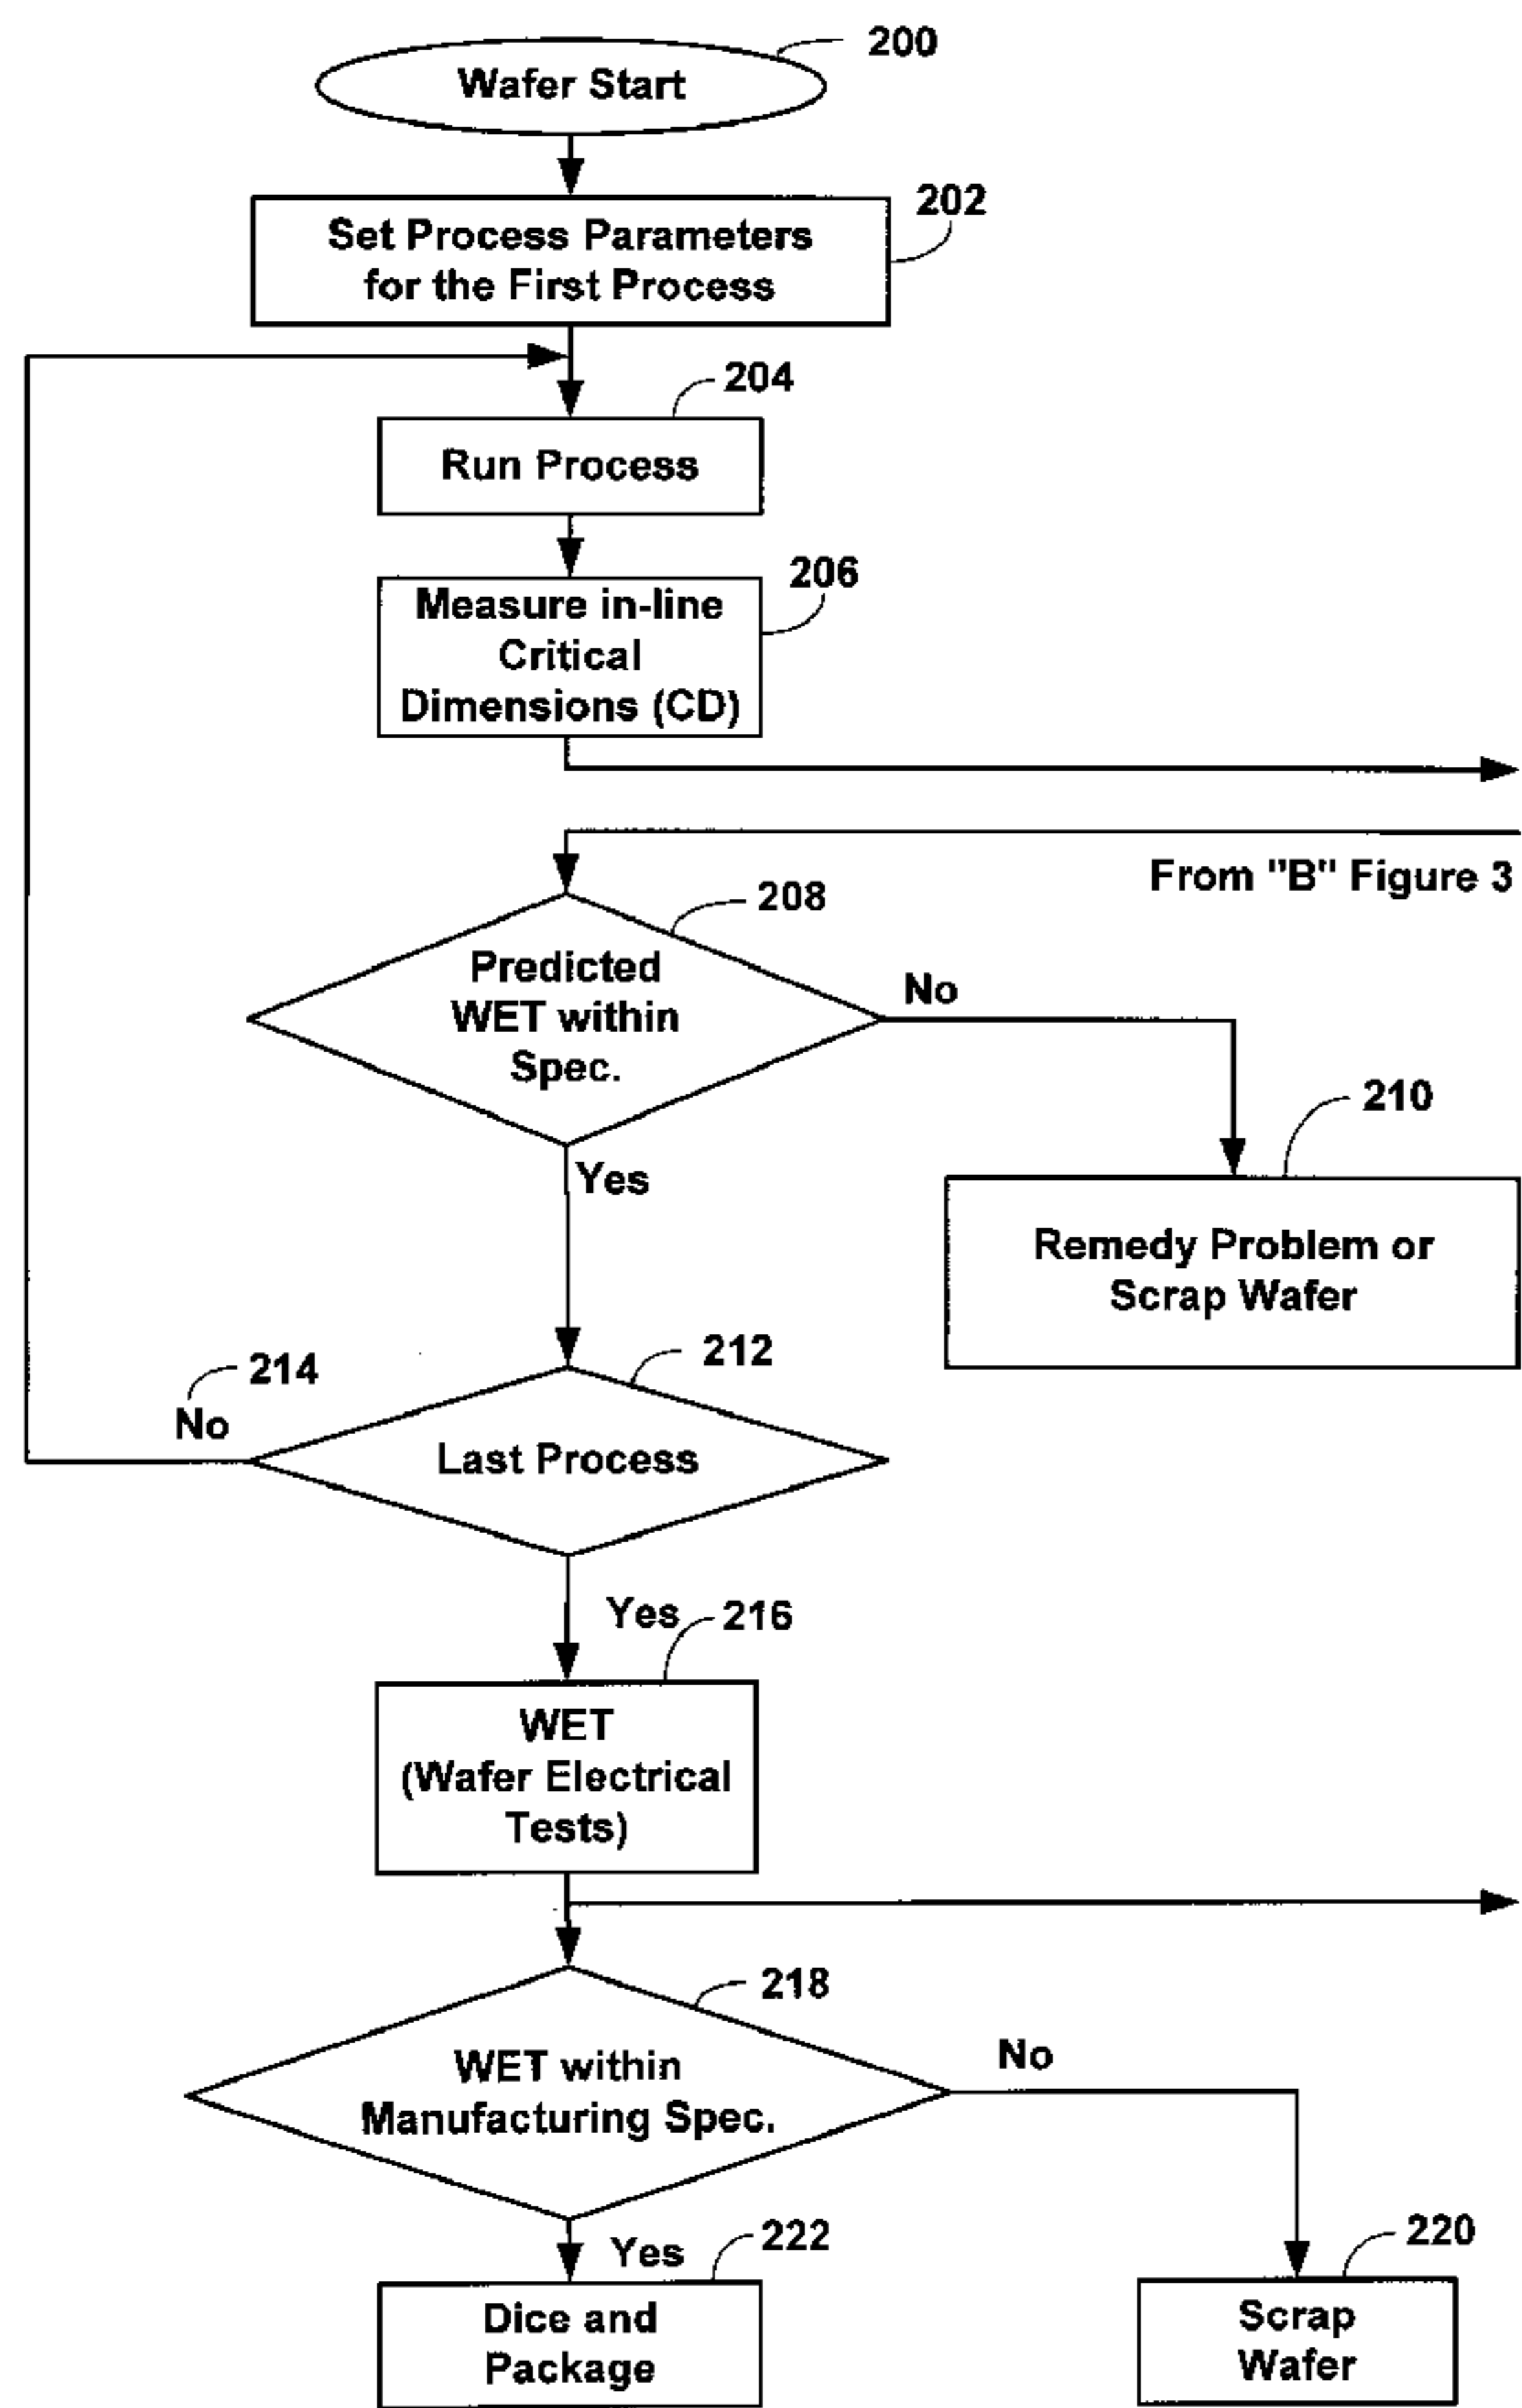 200
Wafer Start
202
Set Process Parameters
for the First Process
204
Run Process
206
Measure in-line
Critical
Dimensions (CD)
From "B" Figure 3
208
Predicted
WET within
Spec.
No
210
Yes
Remedy Problem or
Scrap Wafer
212
214
No
Last Process
Yes
216
WET
(Wafer Electrical
Tests)
218
No
WET within
Manufacturing Spec.
222
Yes
220
Dice and
Package
Scrap
Wafer